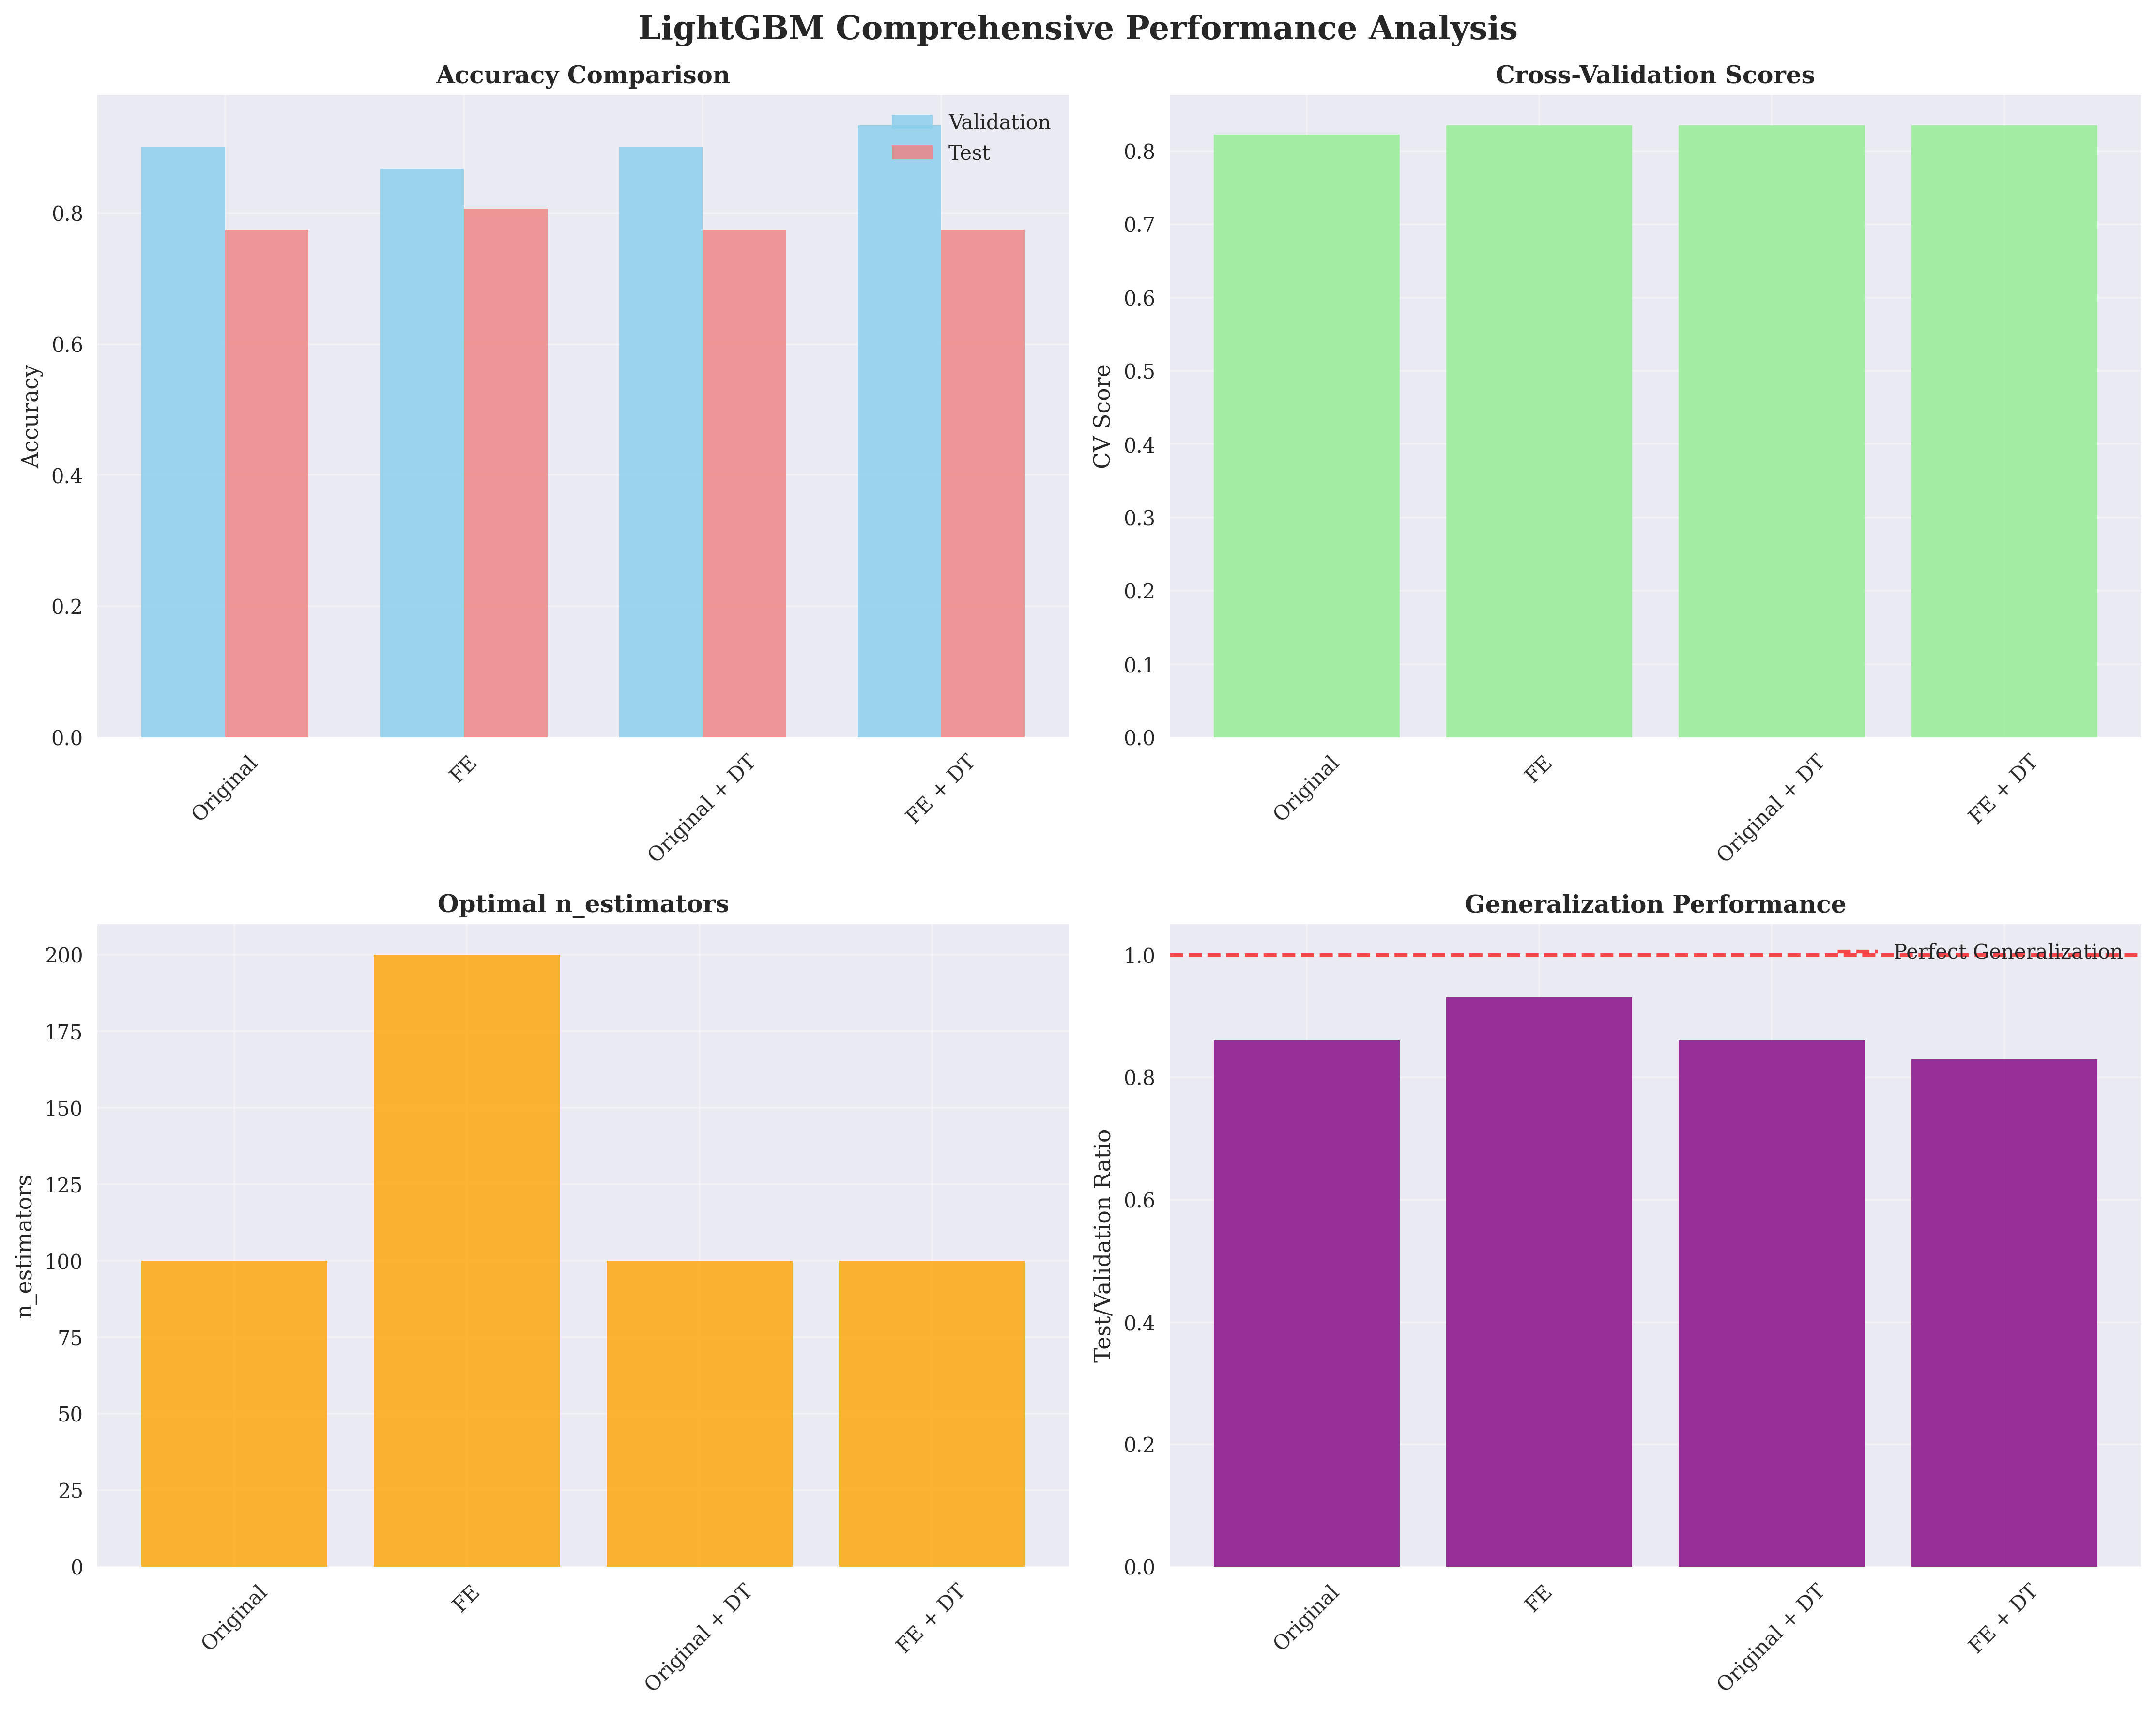 LightGBM Comprehensive Performance Analysis
Accuracy Comparison
Validation
Test
Accuracy
0.8
0.6
0.4
0.2
0.0
Original
FE
Original + DT
FE + DT
Cross-Validation Scores
CV Score
0.8
0.7
0.6
0.5
0.4
0.3
0.2
0.1
0.0
Original
FE
Original + DT
FE + DT
Optimal n_estimators
n_estimators
200
175
150
125
100
75
50
25
0
Original
FE
Original + DT
FE + DT
Generalization Performance
Perfect Generalization
Test/Validation Ratio
1.0
0.8
0.6
0.4
0.2
0.0
Original
FE
Original + DT
FE + DT